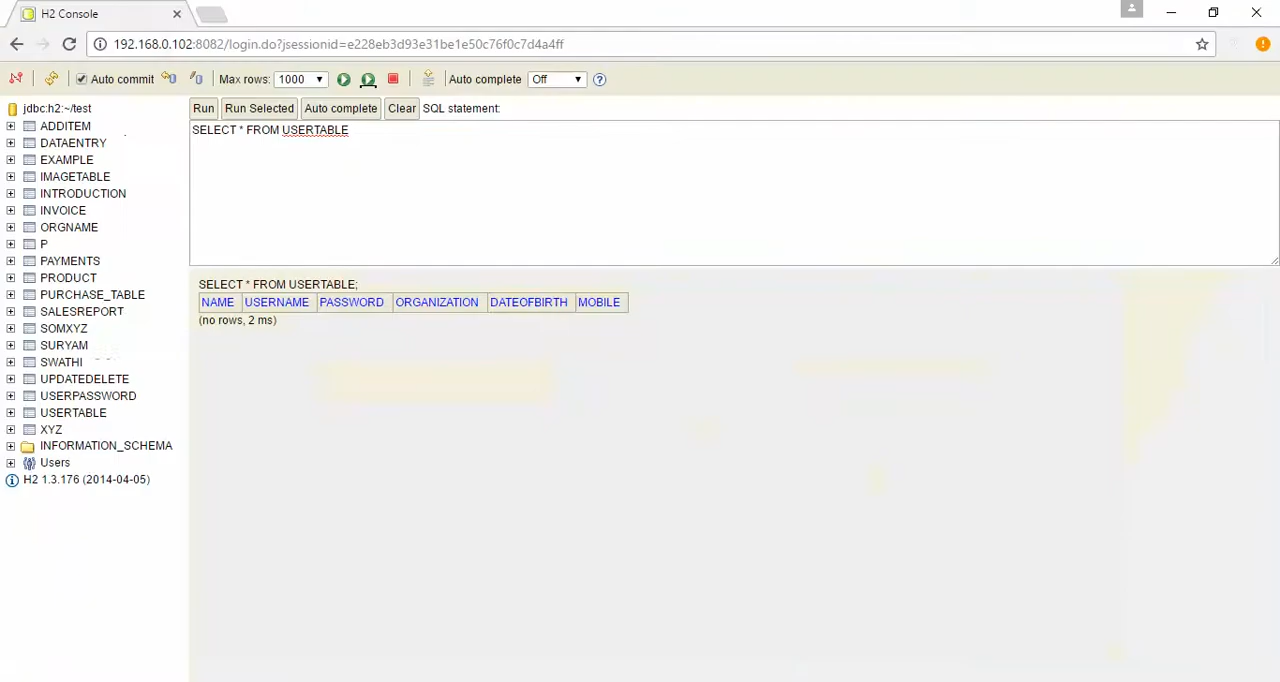 H2 Console
192.168.0.102:8082/login.do?jsessionid=e228eb3d93e31be1e50c76f0c7d4a4ff
Auto commit Max rows: 1000 Auto complete Off
jdbc:h2:~/test
Run Run Selected Auto complete Clear SQL statement:
ADDITEM
DATAENTRY
EXAMPLE
IMAGETABLE
INTRODUCTION
INVOICE
ORGNAME
P
PAYMENTS
PRODUCT
PURCHASE_TABLE
SALESREPORT
SOMXYZ
SURYAM
SWATHI
UPDATEDELETE
USERPASSWORD
USERTABLE
XYZ
INFORMATION_SCHEMA
Users
H2 1.3.176 (2014-04-05)
SELECT * FROM USERTABLE
SELECT * FROM USERTABLE;
NAME USERNAME PASSWORD ORGANIZATION DATEOFBIRTH MOBILE
(no rows, 2 ms)